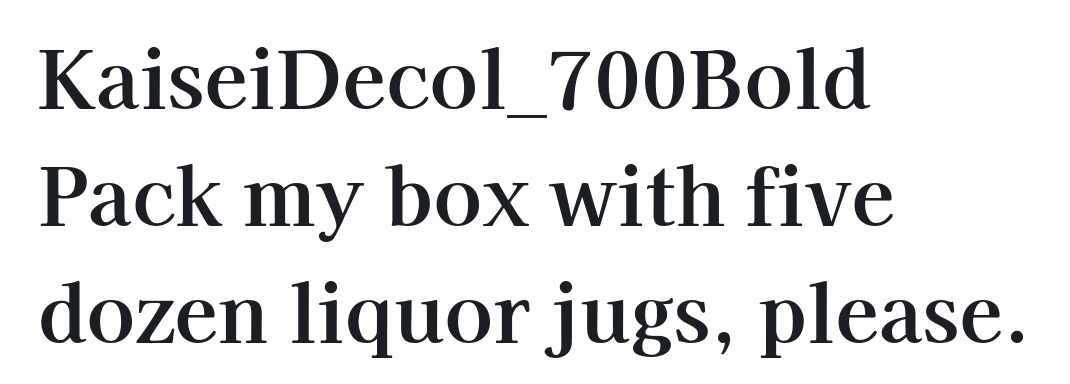 KaiseiDecol_700Bold
Pack my box with five
dozen liquor jugs, please.